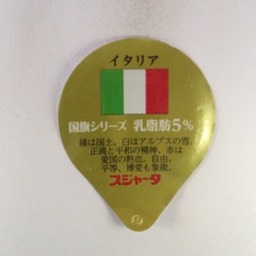 イタリア
国旗シリーズ 乳脂肪5%
緑は国土、白はアルプスの雪、
正義と平和の精神、赤は
愛国の熱血、自由、
平等、博愛も象徴。
スジャータ